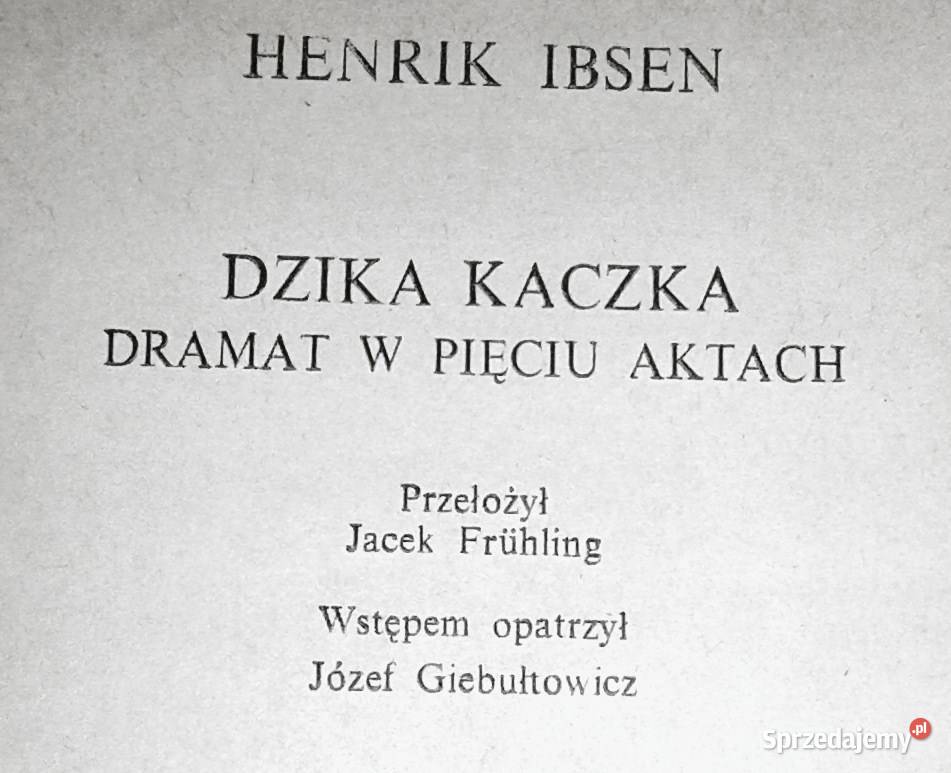 HENRIK IBSEN
DZIKA KACZKA
DRAMAT W PIĘCIU AKTACH
Przełożył
Jacek Frühling
Wstępem opatrzył
Józef Giebułtowicz
Sprzedajemy.pl